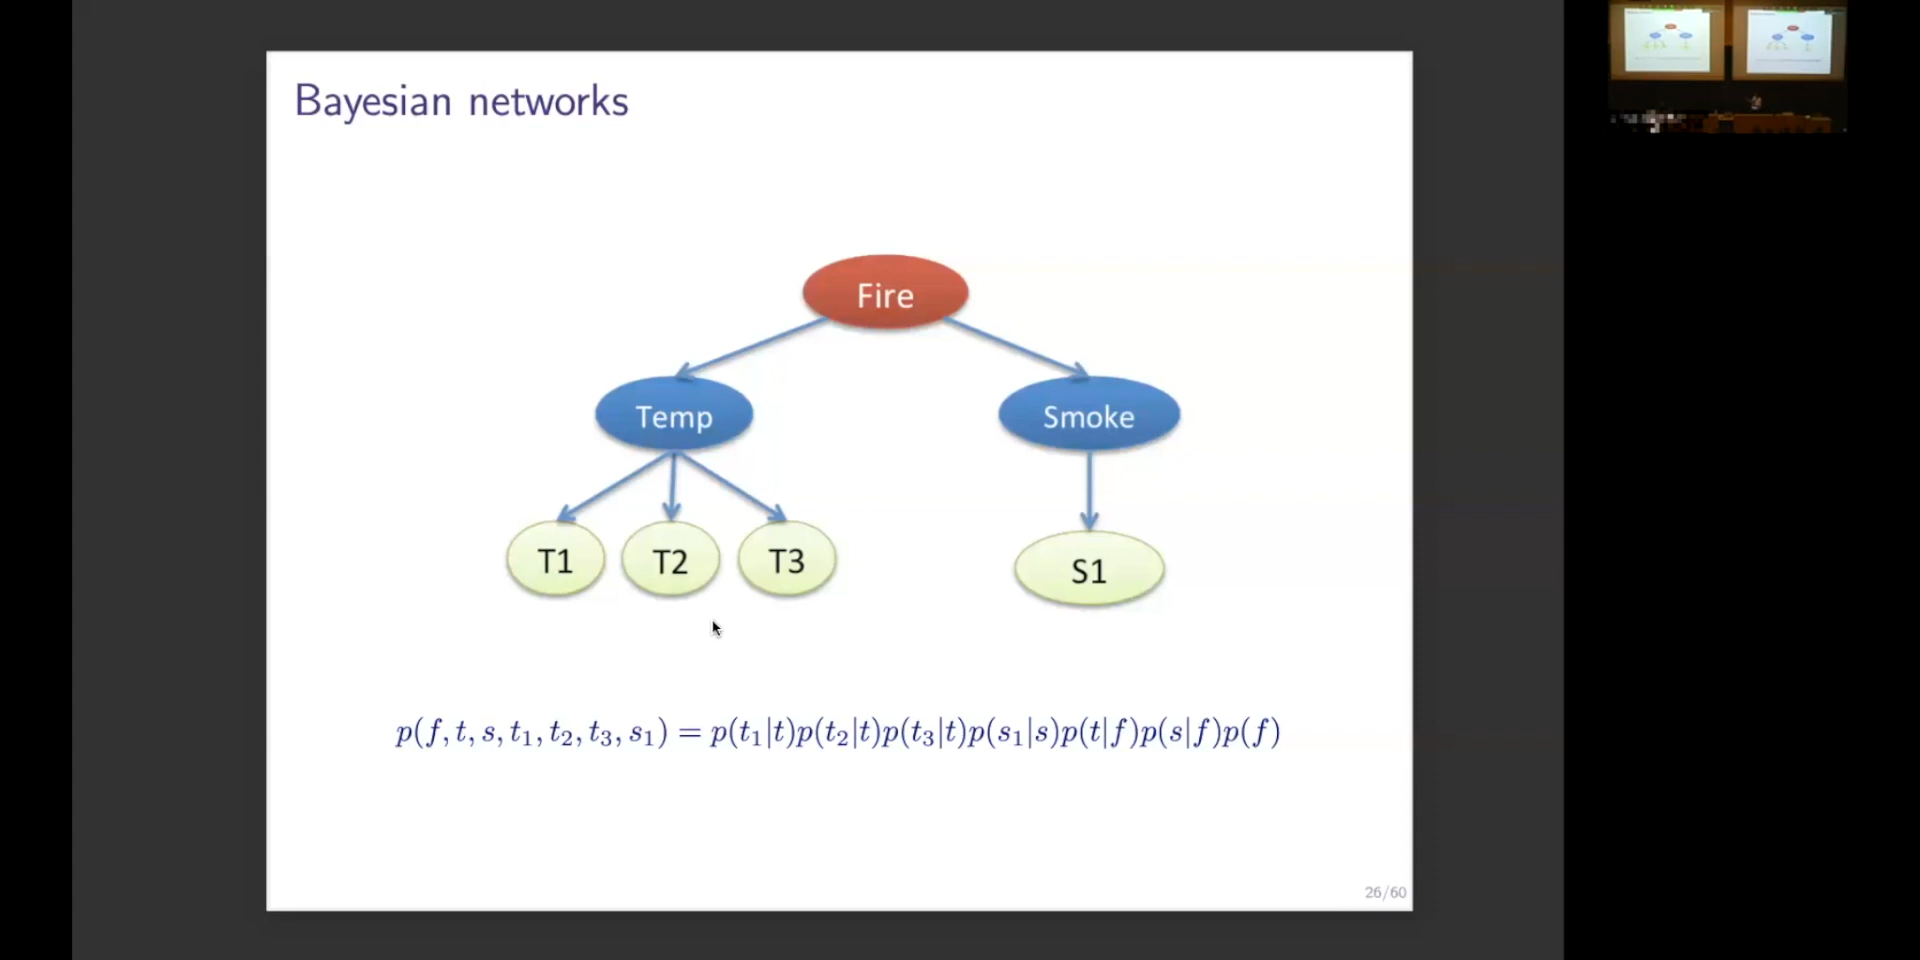 Bayesian networks
Fire
Temp
Smoke
T1
T2
T3
S1
p(f, t, s, t₁, t₂, t₃, s₁) = p(t₁|t)p(t₂|t)p(t₃|t)p(s₁|s)p(t|f)p(s|f)p(f)
26/60